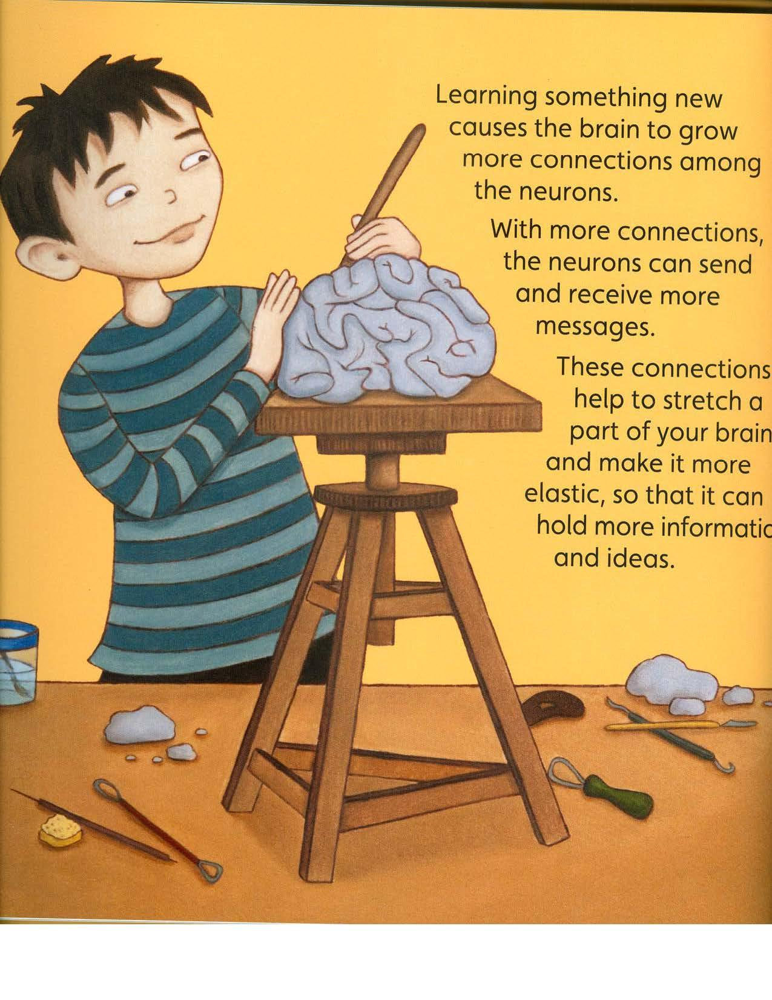 Learning something new
causes the brain to grow
more connections among
the neurons.
With more connections,
the neurons can send
and receive more
messages.
These connections
help to stretch a
part of your brain
and make it more
elastic, so that it can
hold more informatio
and ideas.